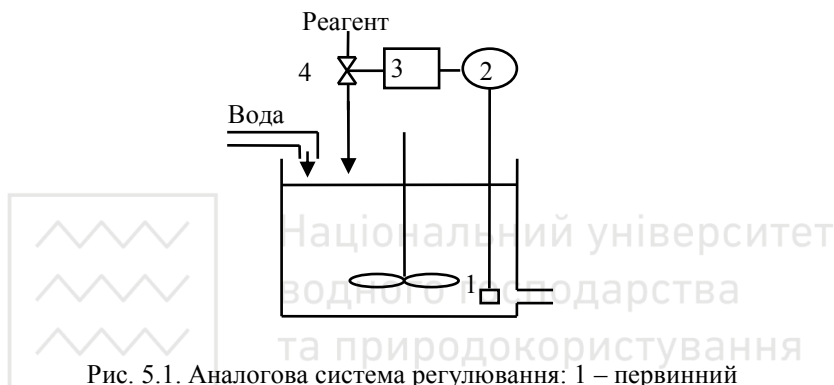 Реагент
4
3
2
Вода
1
Національний університет
водного господарства
та природокористування
Рис. 5.1. Аналогова система регулювання: 1 – первинний